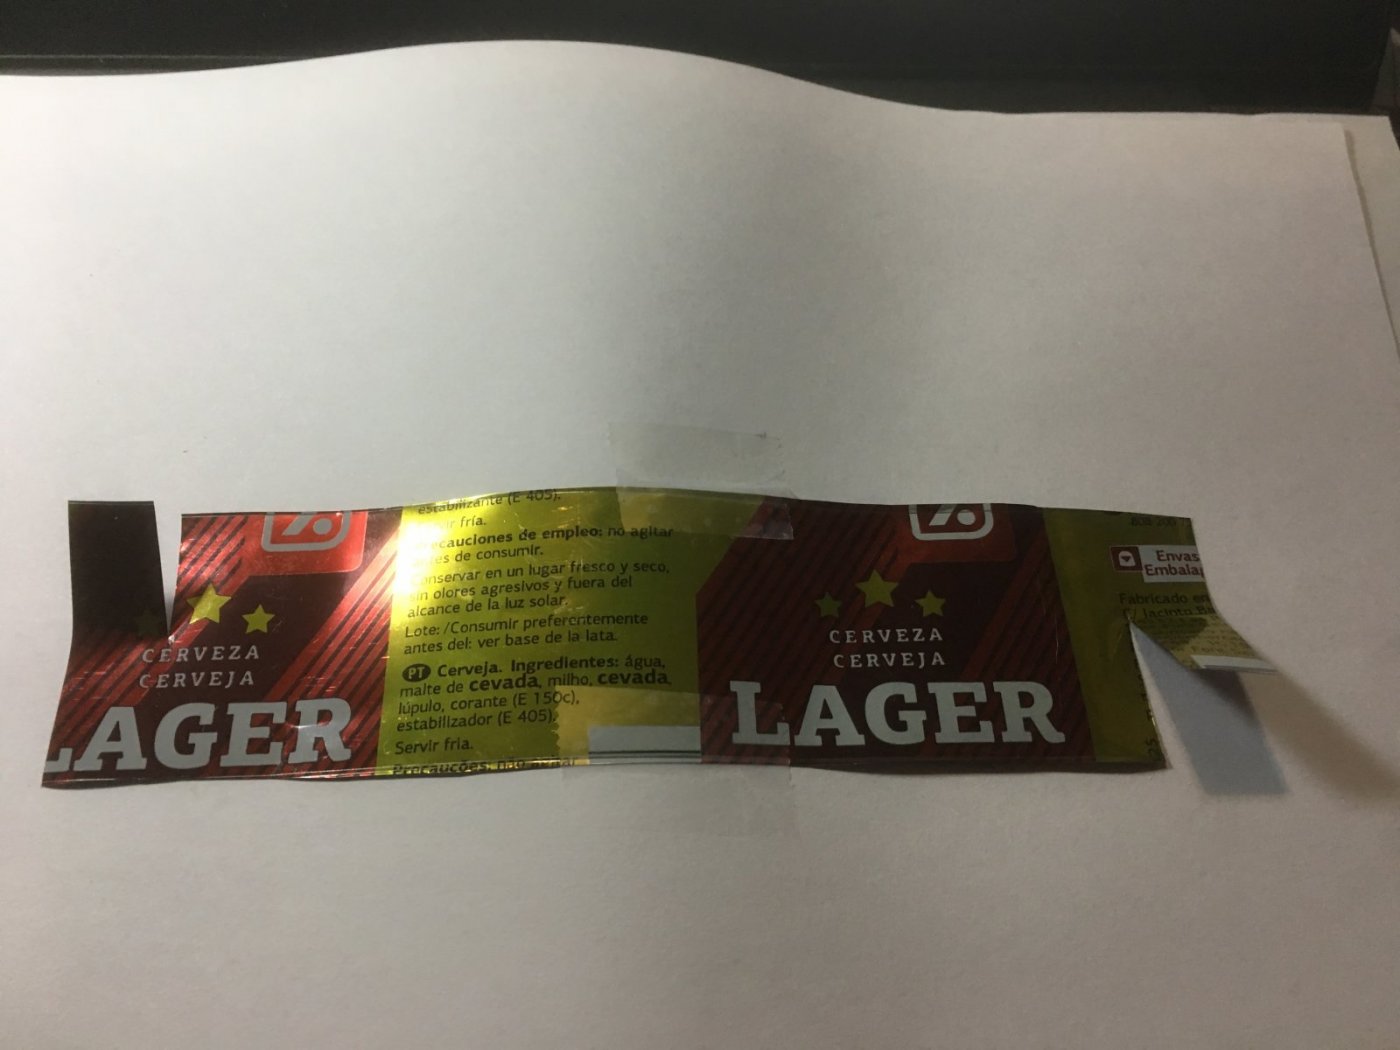 CERVEZA
CERVEJA
LAGER
estabilizante (E 405).
fría.
de empleo: no agitar
de consumir.
Conservar en un lugar fresco y seco,
sin olores agresivos y fuera del
alcance de la luz solar.
Lote: /Consumir preferentemente
antes del: ver base de la lata.
PT Cerveja. Ingredientes: água,
malte de cevada, milho, cevada,
lúpulo, corante (E 150c),
estabilizador (E 405).
Servir fria.
Precauções: não
CERVEZA
CERVEJA
LAGER
Envas
Embala
Fabricado en
C/ Jacinto